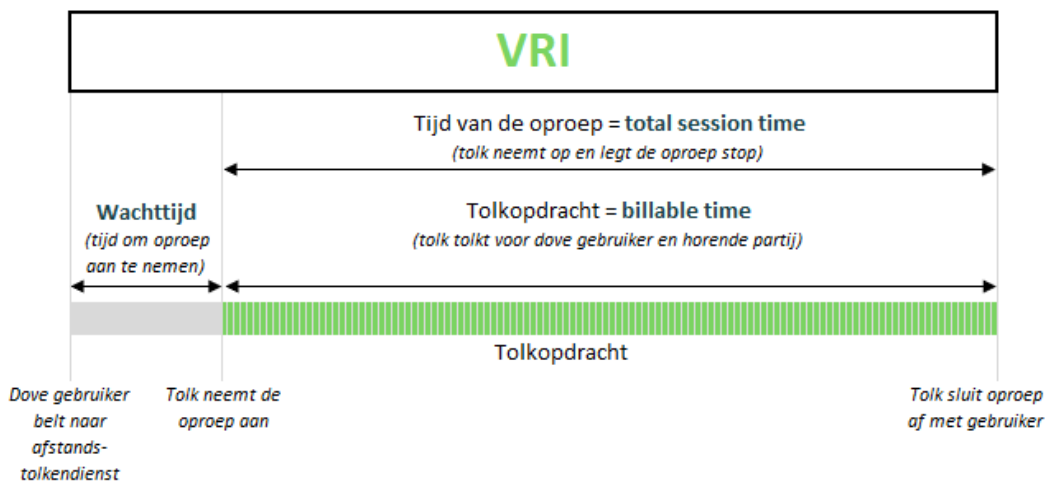 VRI
Tijd van de oproep = total session time
(tolk neemt op en legt de oproep stop)
Wachttijd
(tijd om oproep
aan te nemen)
Tolkopdracht = billable time
(tolk tolkt voor dove gebruiker en horende partij)
Tolkopdracht
Dove gebruiker
belt naar
afstands-
tolkendienst
Tolk neemt de
oproep aan
Tolk sluit oproep
af met gebruiker